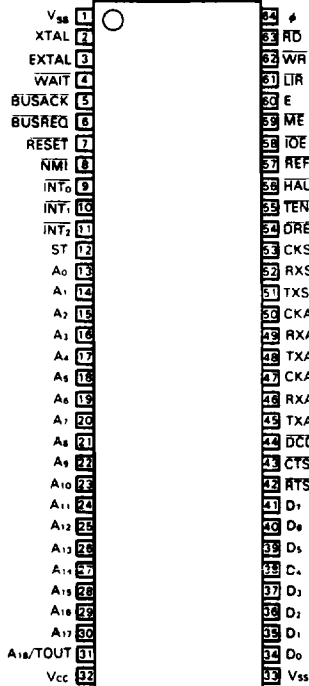 Vss 1
XTAL 2
EXTAL 3
WAIT 4
BUSACK 5
BUSREQ 6
RESET 7
NMI 8
INT₀ 9
INT₁ 10
INT₂ 11
ST 12
A₀ 13
A₁ 14
A₂ 15
A₃ 16
A₄ 17
A₅ 18
A₆ 19
A₇ 20
A₈ 21
A₉ 22
A₁₀ 23
A₁₁ 24
A₁₂ 25
A₁₃ 26
A₁₄ 27
A₁₅ 28
A₁₆ 29
A₁₇ 30
A₁₈/TOUT 31
Vcc 32
64 ϕ
63 RD
62 WR
61 LIR
60 E
59 ME
58 IOE
57 REF
56 HAL
55 TEN
54 DRE
53 CKS
52 RXS
51 TXS
50 CKA
49 RXA
48 TXA
47 CKA
46 RXA
45 TXA
44 DCD
43 CTS
42 RTS
41 D₇
40 D₆
39 D₅
38 D₄
37 D₃
36 D₂
35 D₁
34 D₀
33 Vss